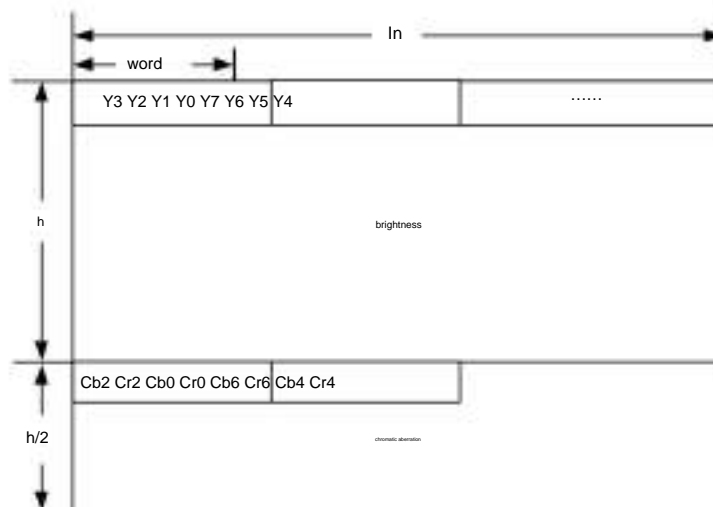 ln
word
Y3 Y2 Y1 Y0 Y7 Y6 Y5 Y4
......
h
brightness
Cb2 Cr2 Cb0 Cr0 Cb6 Cr6 Cb4 Cr4
h/2
chromatic aberration